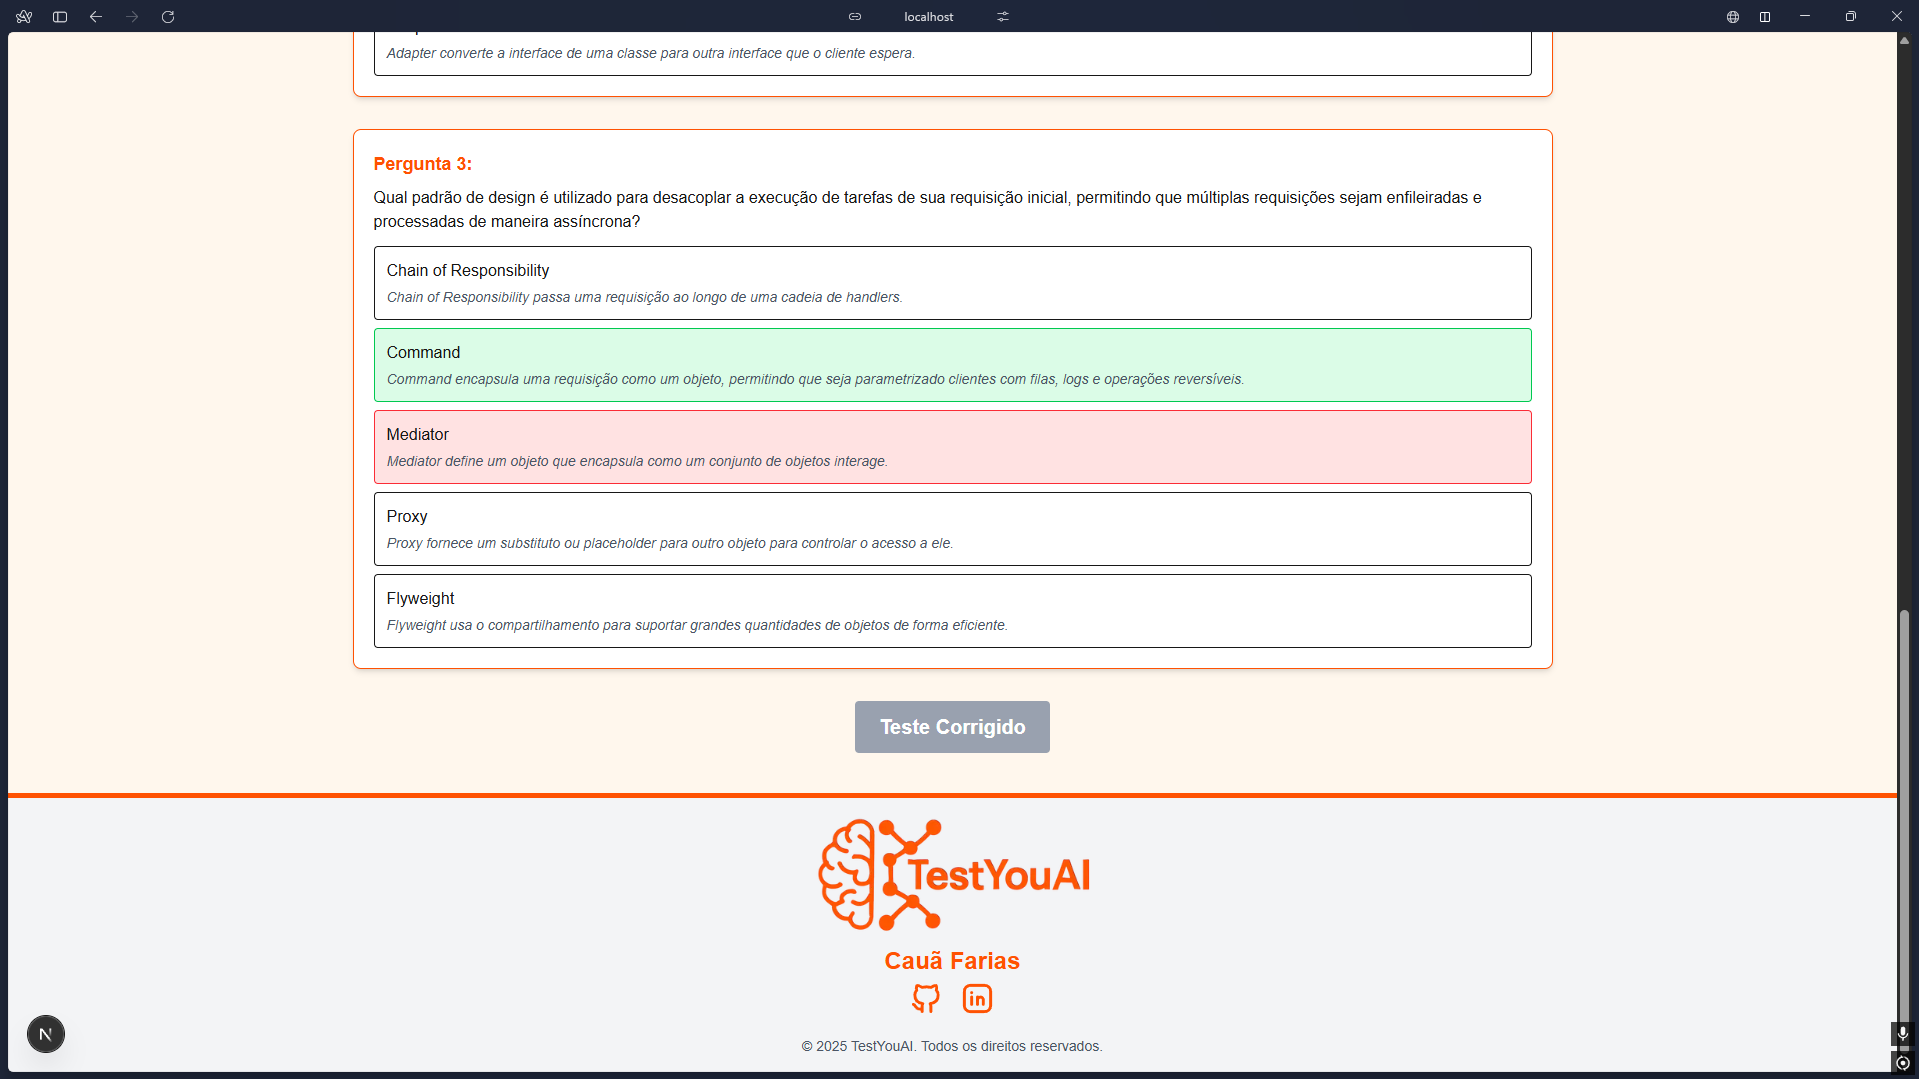 localhost
Adapter converte a interface de uma classe para outra interface que o cliente espera.
Pergunta 3:
Qual padrão de design é utilizado para desacoplar a execução de tarefas de sua requisição inicial, permitindo que múltiplas requisições sejam enfileiradas e
processadas de maneira assíncrona?
Chain of Responsibility
Chain of Responsibility passa uma requisição ao longo de uma cadeia de handlers.
Command
Command encapsula uma requisição como um objeto, permitindo que seja parametrizado clientes com filas, logs e operações reversíveis.
Mediator
Mediator define um objeto que encapsula como um conjunto de objetos interage.
Proxy
Proxy fornece um substituto ou placeholder para outro objeto para controlar o acesso a ele.
Flyweight
Flyweight usa o compartilhamento para suportar grandes quantidades de objetos de forma eficiente.
Teste Corrigido
TestYouAI
Cauã Farias
in
N
© 2025 TestYouAI. Todos os direitos reservados.